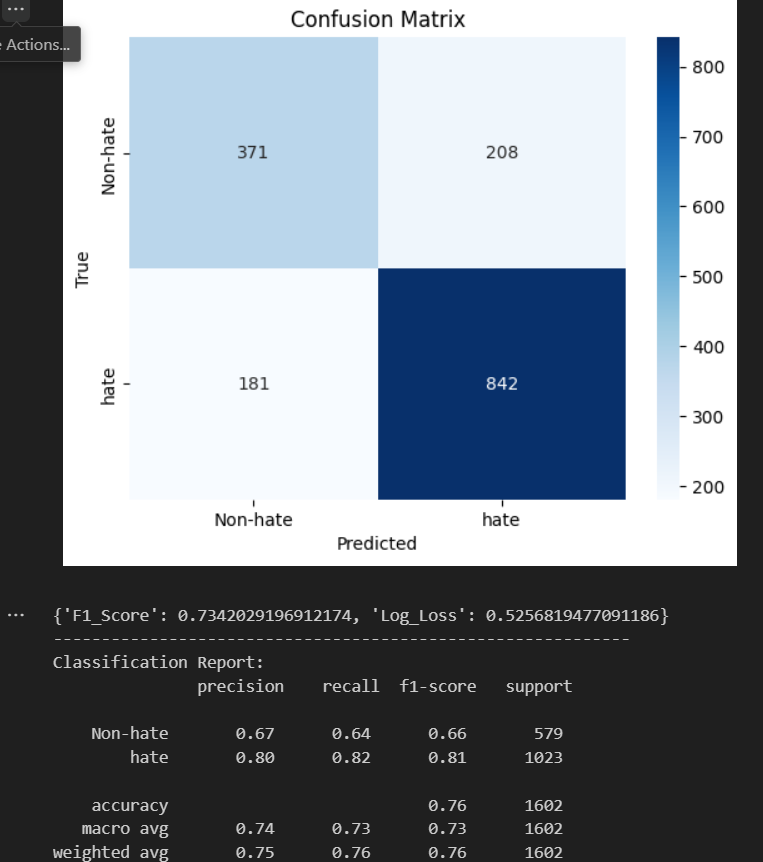 ...
e Actions...
Confusion Matrix
Non-hate
371
208
800
700
600
500
400
300
200
True
hate
181
842
Non-hate
hate
Predicted
...
{'F1_Score': 0.7342029196912174, 'Log_Loss': 0.5256819477091186}
------------------------------------------------------------
Classification Report:
precision recall f1-score support
Non-hate 0.67 0.64 0.66 579
hate 0.80 0.82 0.81 1023
accuracy 0.76 1602
macro avg 0.74 0.73 0.73 1602
weighted avg 0.75 0.76 0.76 1602